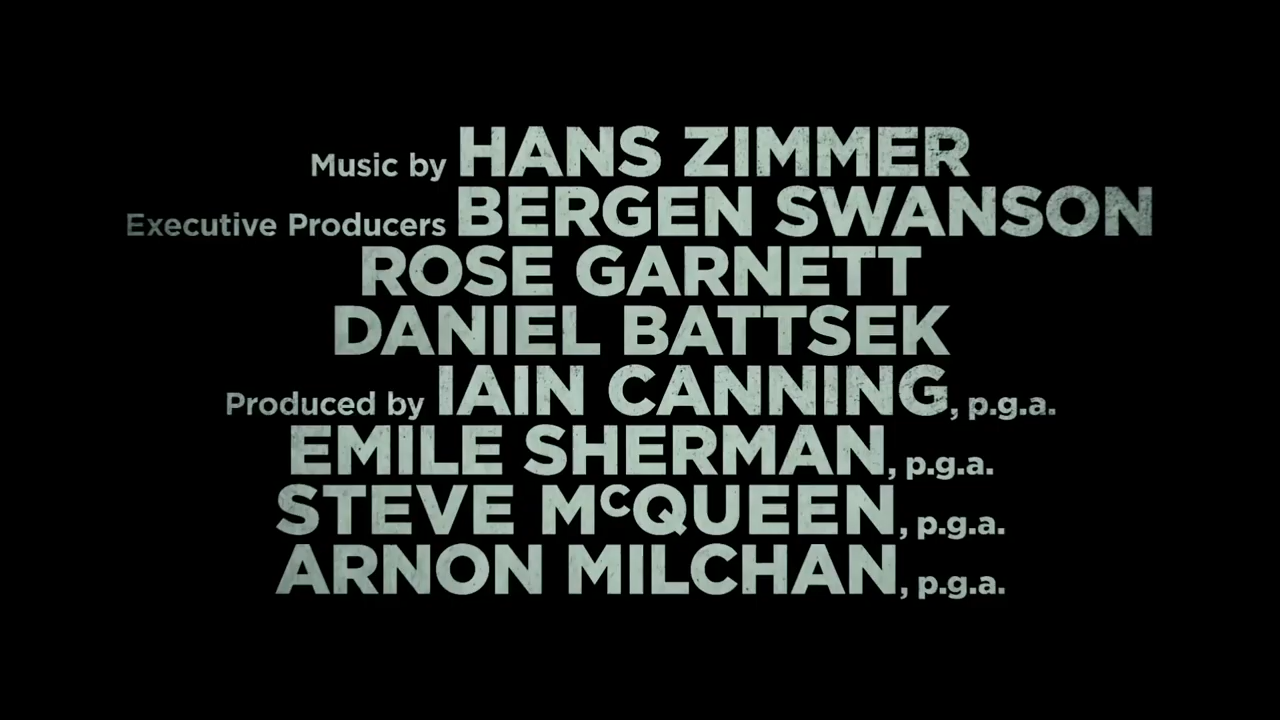 Music by HANS ZIMMER
Executive Producers BERGEN SWANSON
ROSE GARNETT
DANIEL BATTSEK
Produced by IAIN CANNING, p.g.a.
EMILE SHERMAN, p.g.a.
STEVE McQUEEN, p.g.a.
ARNON MILCHAN, p.g.a.